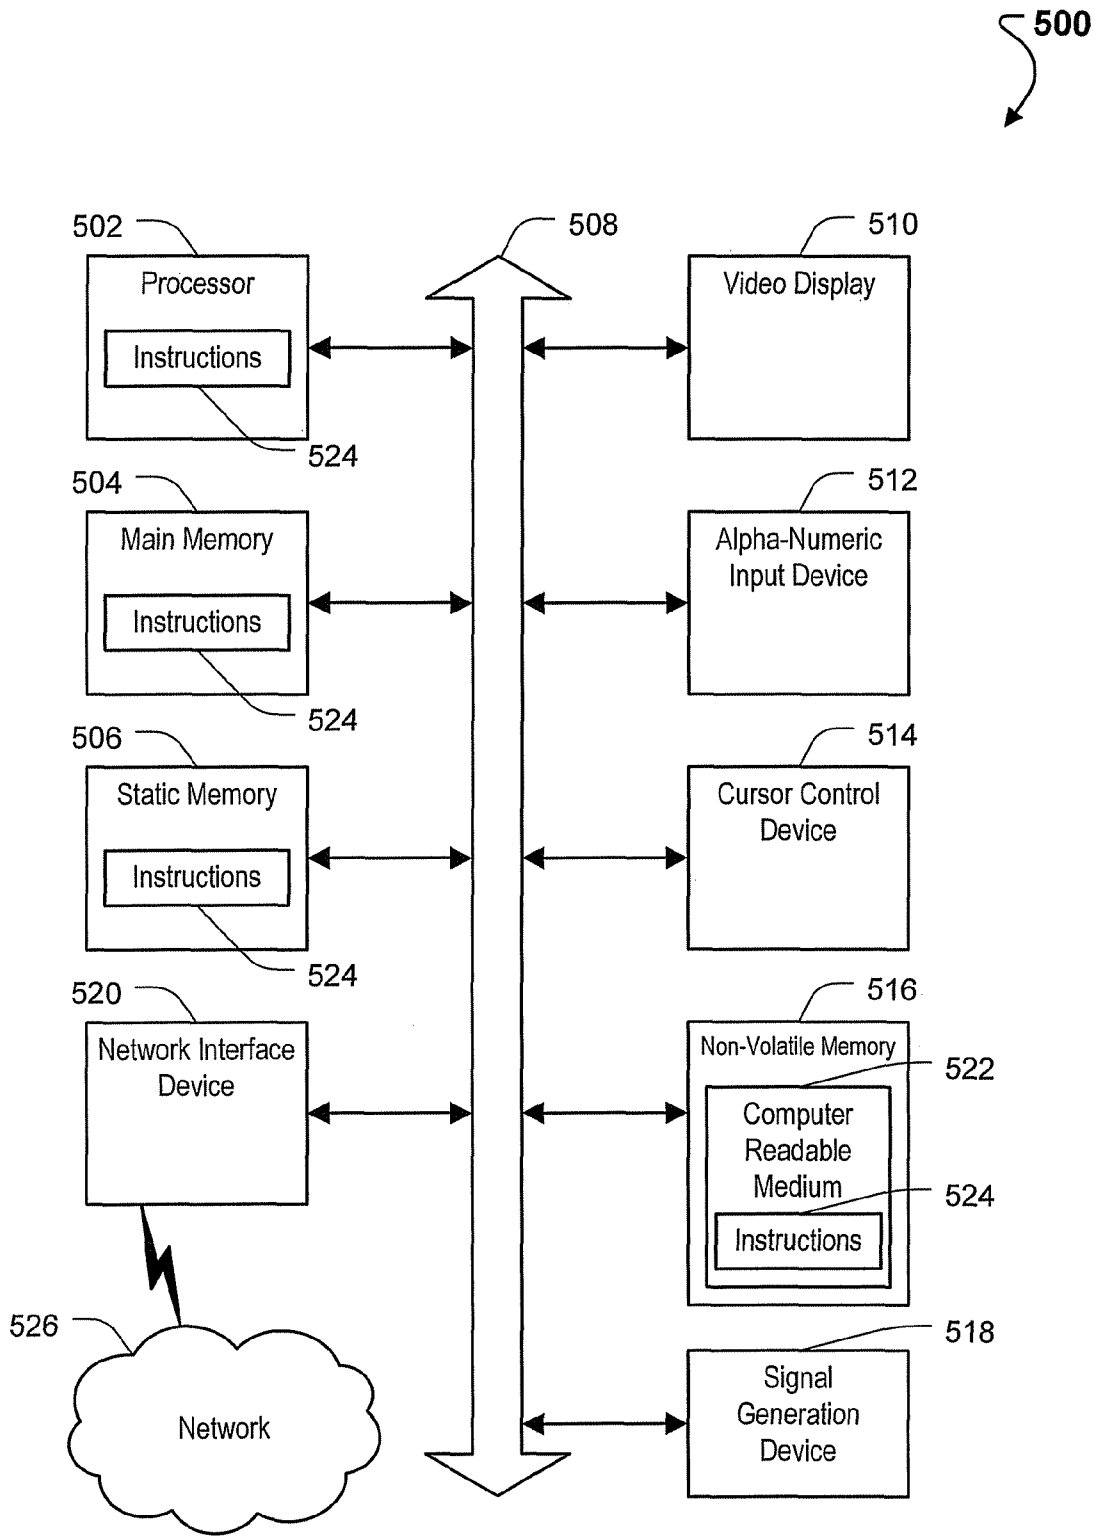 500
502
508
510
Processor
Instructions
524
Video Display
504
512
Main Memory
Instructions
524
Alpha-Numeric
Input Device
506
514
Static Memory
Instructions
524
Cursor Control
Device
520
516
Network Interface
Device
Non-Volatile Memory
522
Computer
Readable
Medium
524
Instructions
526
Network
518
Signal
Generation
Device